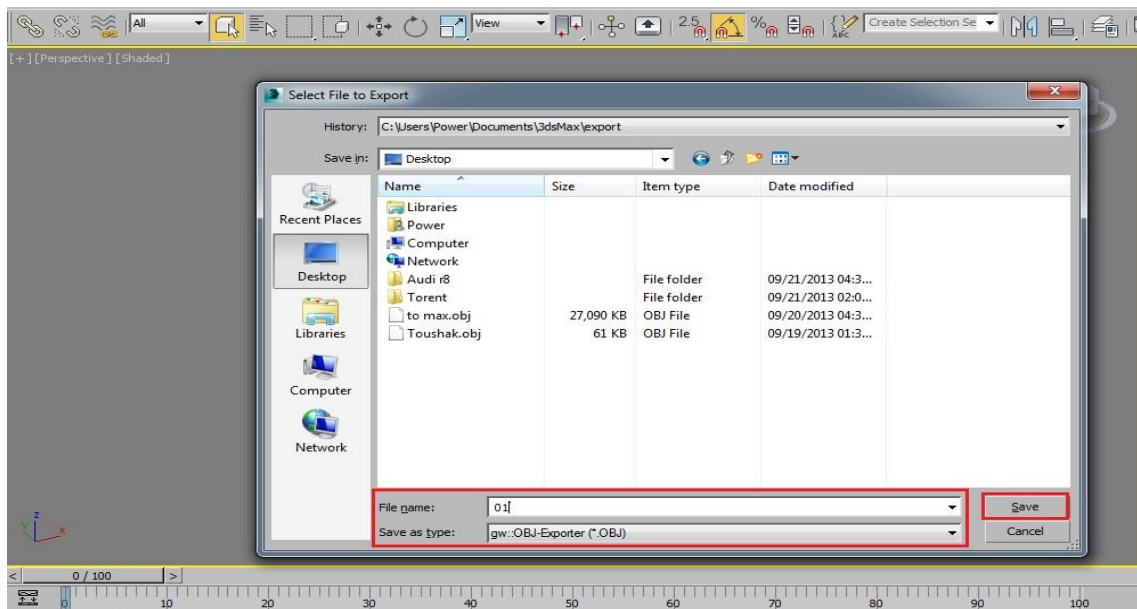 All
View
2.5
%
ABC
Create Selection Se
[+] [Perspective] [Shaded]
Select File to Export
History: C:\Users\Power\Documents\3dsMax\export
Save in: Desktop
Name Size Item type Date modified
Recent Places
Desktop
Libraries
Computer
Network
Libraries
Power
Computer
Network
Audi r8 File folder 09/21/2013 04:3...
Torent File folder 09/21/2013 02:0...
to max.obj 27,090 KB OBJ File 09/20/2013 04:3...
Toushak.obj 61 KB OBJ File 09/19/2013 01:3...
File name: 01
Save as type: gw::OBJ-Exporter (*.OBJ)
Save
Cancel
z
y
x
< 0 / 100 >
0 10 20 30 40 50 60 70 80 90 100